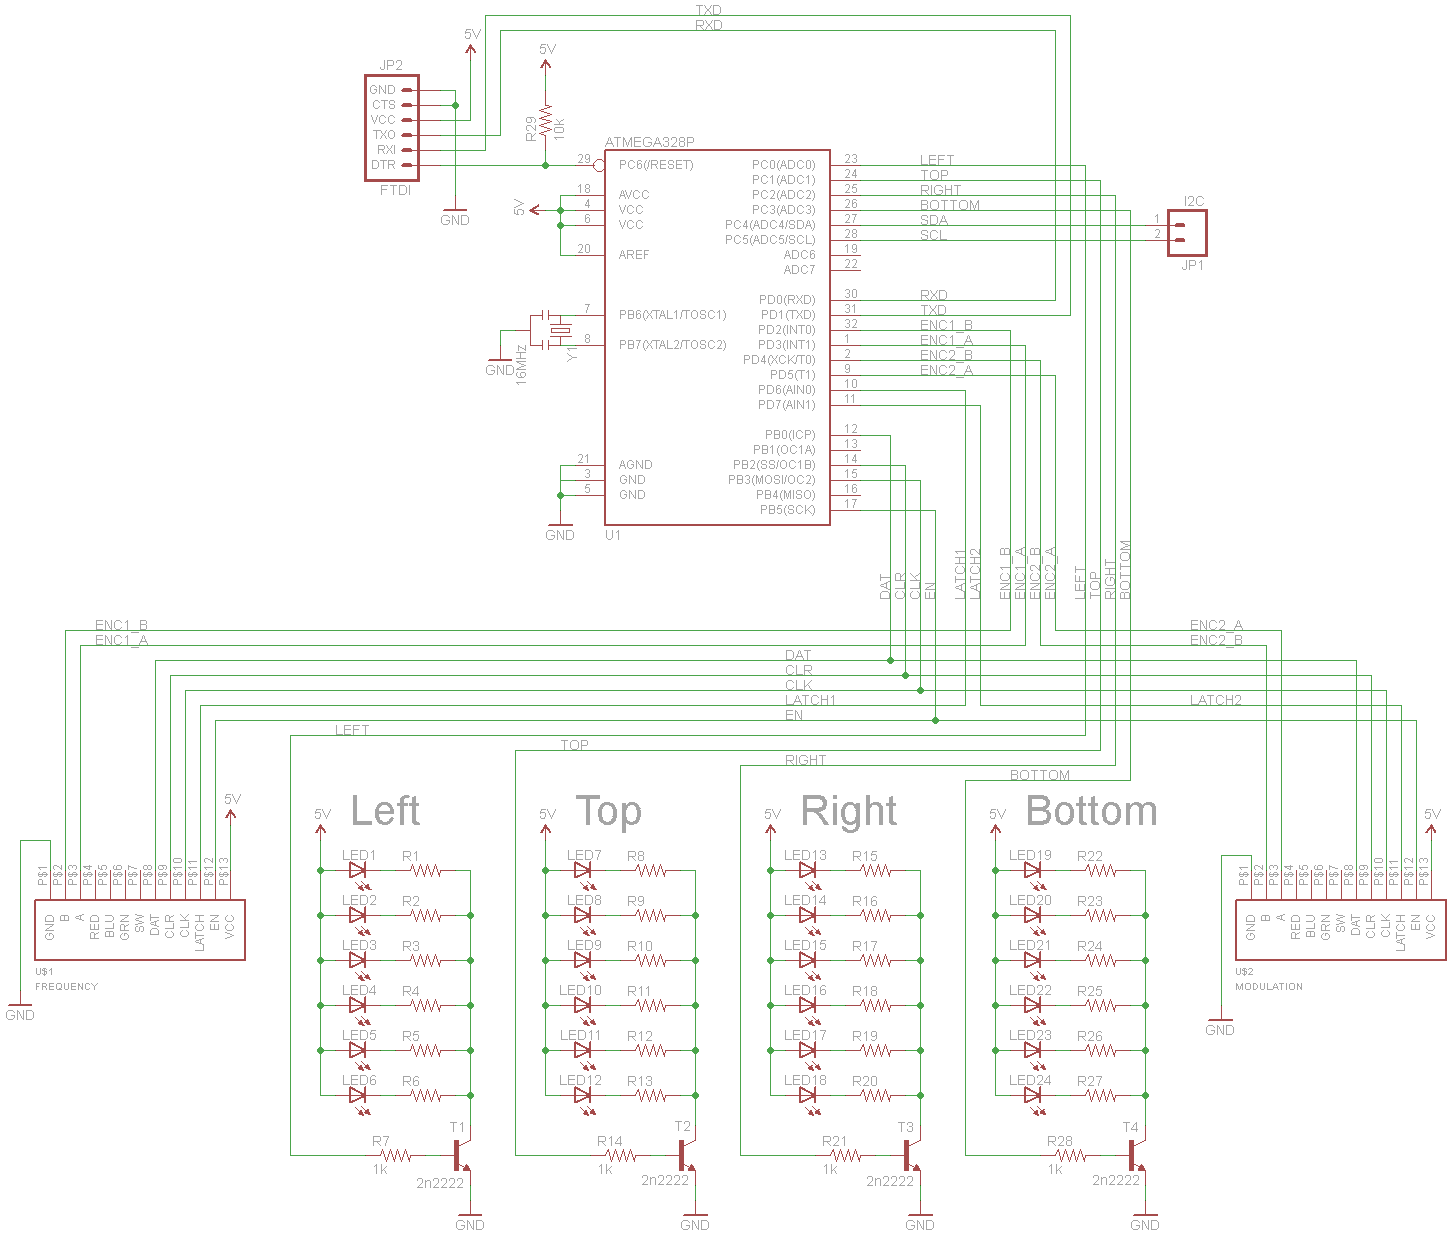 TXD
RXD
5V
5V
JP2
GND
CTS
VCC
TXO
RXI
DTR
FTDI
GND
R29
10k
ATMEGA328P
29 PC6(/RESET)
5V
18 AVCC
4 VCC
6 VCC
20 AREF
7 PB6(XTAL1/TOSC1)
8 PB7(XTAL2/TOSC2)
GND
16MHz
Y1
21 AGND
3 GND
5 GND
GND
U1
PC0(ADC0) 23 LEFT
PC1(ADC1) 24 TOP
PC2(ADC2) 25 RIGHT
PC3(ADC3) 26 BOTTOM
PC4(ADC4/SDA) 27 SDA
PC5(ADC5/SCL) 28 SCL
ADC6 19
ADC7 22
PD0(RXD) 30 RXD
PD1(TXD) 31 TXD
PD2(INT0) 32 ENC1_B
PD3(INT1) 1 ENC1_A
PD4(XCK/T0) 2 ENC2_B
PD5(T1) 9 ENC2_A
PD6(AIN0) 10
PD7(AIN1) 11
PB0(ICP) 12
PB1(OC1A) 13
PB2(SS/OC1B) 14
PB3(MOSI/OC2) 15
PB4(MISO) 16
PB5(SCK) 17
I2C
1
2
JP1
DAT
CLR
CLK
EN
LATCH1
LATCH2
ENC1_B
ENC1_A
ENC2_B
ENC2_A
LEFT
TOP
RIGHT
BOTTOM
ENC1_B
ENC1_A
ENC2_A
ENC2_B
DAT
CLR
CLK
LATCH1
LATCH2
EN
LEFT
TOP
RIGHT
BOTTOM
5V
P$1
P$2
P$3
P$4
P$5
P$6
P$7
P$8
P$9
P$10
P$11
P$12
P$13
GND
B
A
RED
BLU
GRN
SW
DAT
CLR
CLK
LATCH
EN
VCC
U$1
FREQUENCY
GND
5V Left
LED1 R1
LED2 R2
LED3 R3
LED4 R4
LED5 R5
LED6 R6
R7
1k
T1
2n2222
GND
5V Top
LED7 R8
LED8 R9
LED9 R10
LED10 R11
LED11 R12
LED12 R13
R14
1k
T2
2n2222
GND
5V Right
LED13 R15
LED14 R16
LED15 R17
LED16 R18
LED17 R19
LED18 R20
R21
1k
T3
2n2222
GND
5V Bottom
LED19 R22
LED20 R23
LED21 R24
LED22 R25
LED23 R26
LED24 R27
R28
1k
T4
2n2222
GND
5V
P$1
P$2
P$3
P$4
P$5
P$6
P$7
P$8
P$9
P$10
P$11
P$12
P$13
GND
B
A
RED
BLU
GRN
SW
DAT
CLR
CLK
LATCH
EN
VCC
U$2
MODULATION
GND